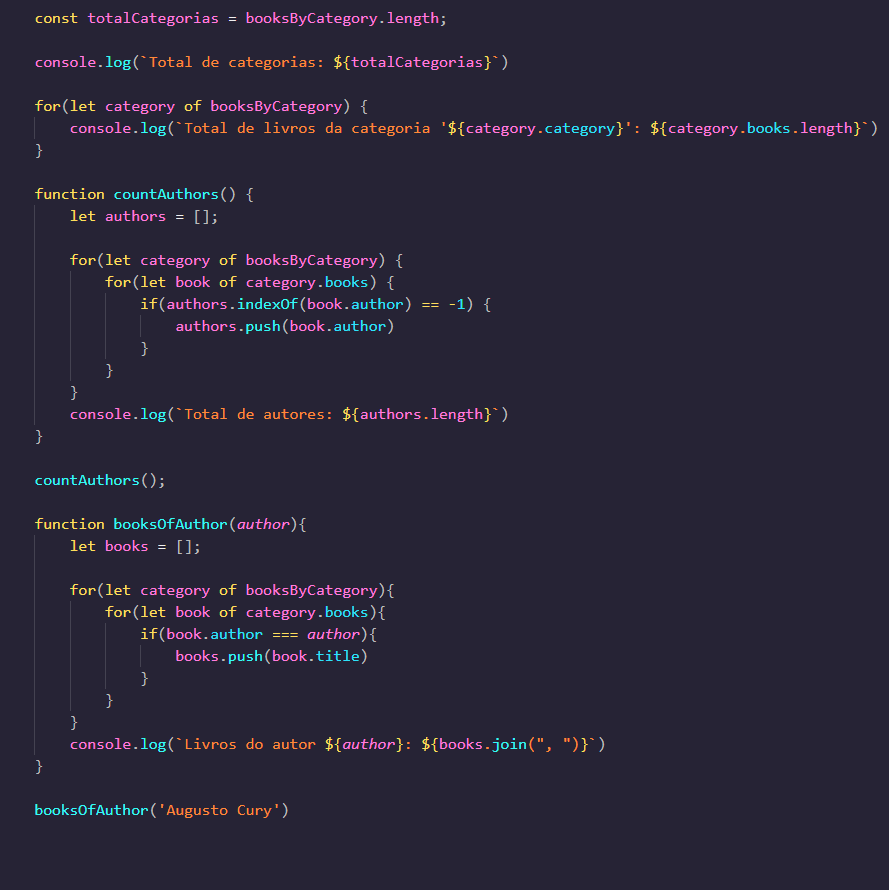 const totalCategorias = booksByCategory.length;
console.log(`Total de categorias: ${totalCategorias}`)
for(let category of booksByCategory) {
    console.log(`Total de livros da categoria '${category.category}': ${category.books.length}`)
}
function countAuthors() {
    let authors = [];
    for(let category of booksByCategory) {
        for(let book of category.books) {
            if(authors.indexOf(book.author) == -1) {
                authors.push(book.author)
            }
        }
    }
    console.log(`Total de autores: ${authors.length}`)
}
countAuthors();
function booksOfAuthor(author){
    let books = [];
    for(let category of booksByCategory){
        for(let book of category.books){
            if(book.author === author){
                books.push(book.title)
            }
        }
    }
    console.log(`Livros do autor ${author}: ${books.join(", ")}`)
}
booksOfAuthor('Augusto Cury')